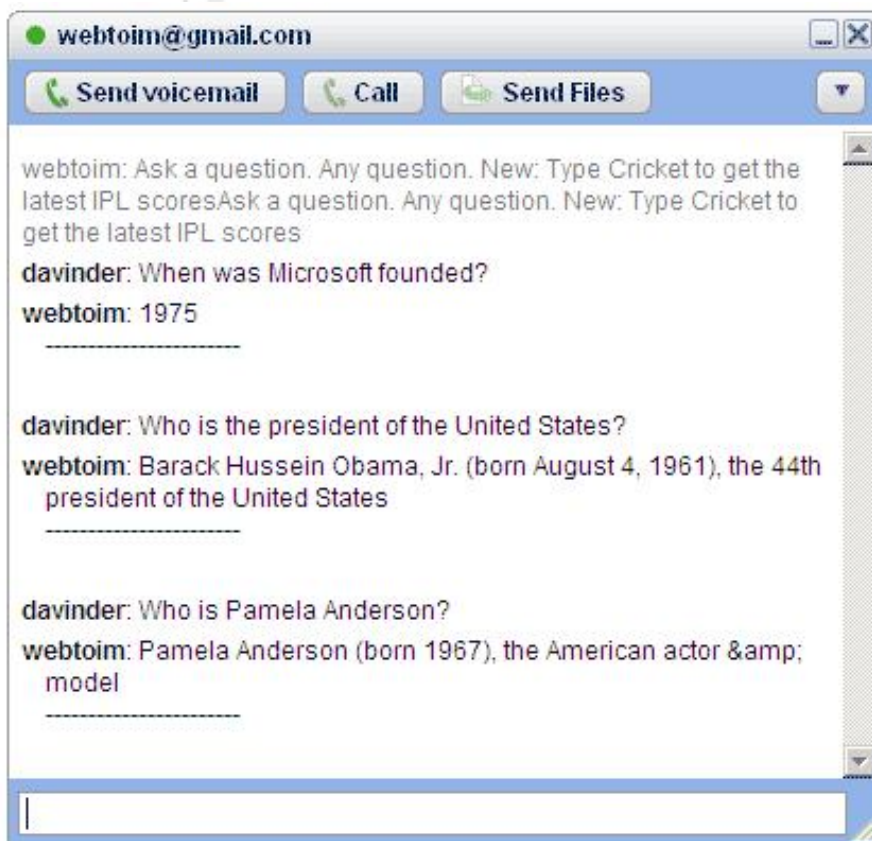 webtoim@gmail.com
Send voicemail Call Send Files
webtoim: Ask a question. Any question. New: Type Cricket to get the
latest IPL scoresAsk a question. Any question. New: Type Cricket to
get the latest IPL scores
davinder: When was Microsoft founded?
webtoim: 1975
-----------------------
davinder: Who is the president of the United States?
webtoim: Barack Hussein Obama, Jr. (born August 4, 1961), the 44th
president of the United States
-----------------------
davinder: Who is Pamela Anderson?
webtoim: Pamela Anderson (born 1967), the American actor &amp;
model
-----------------------